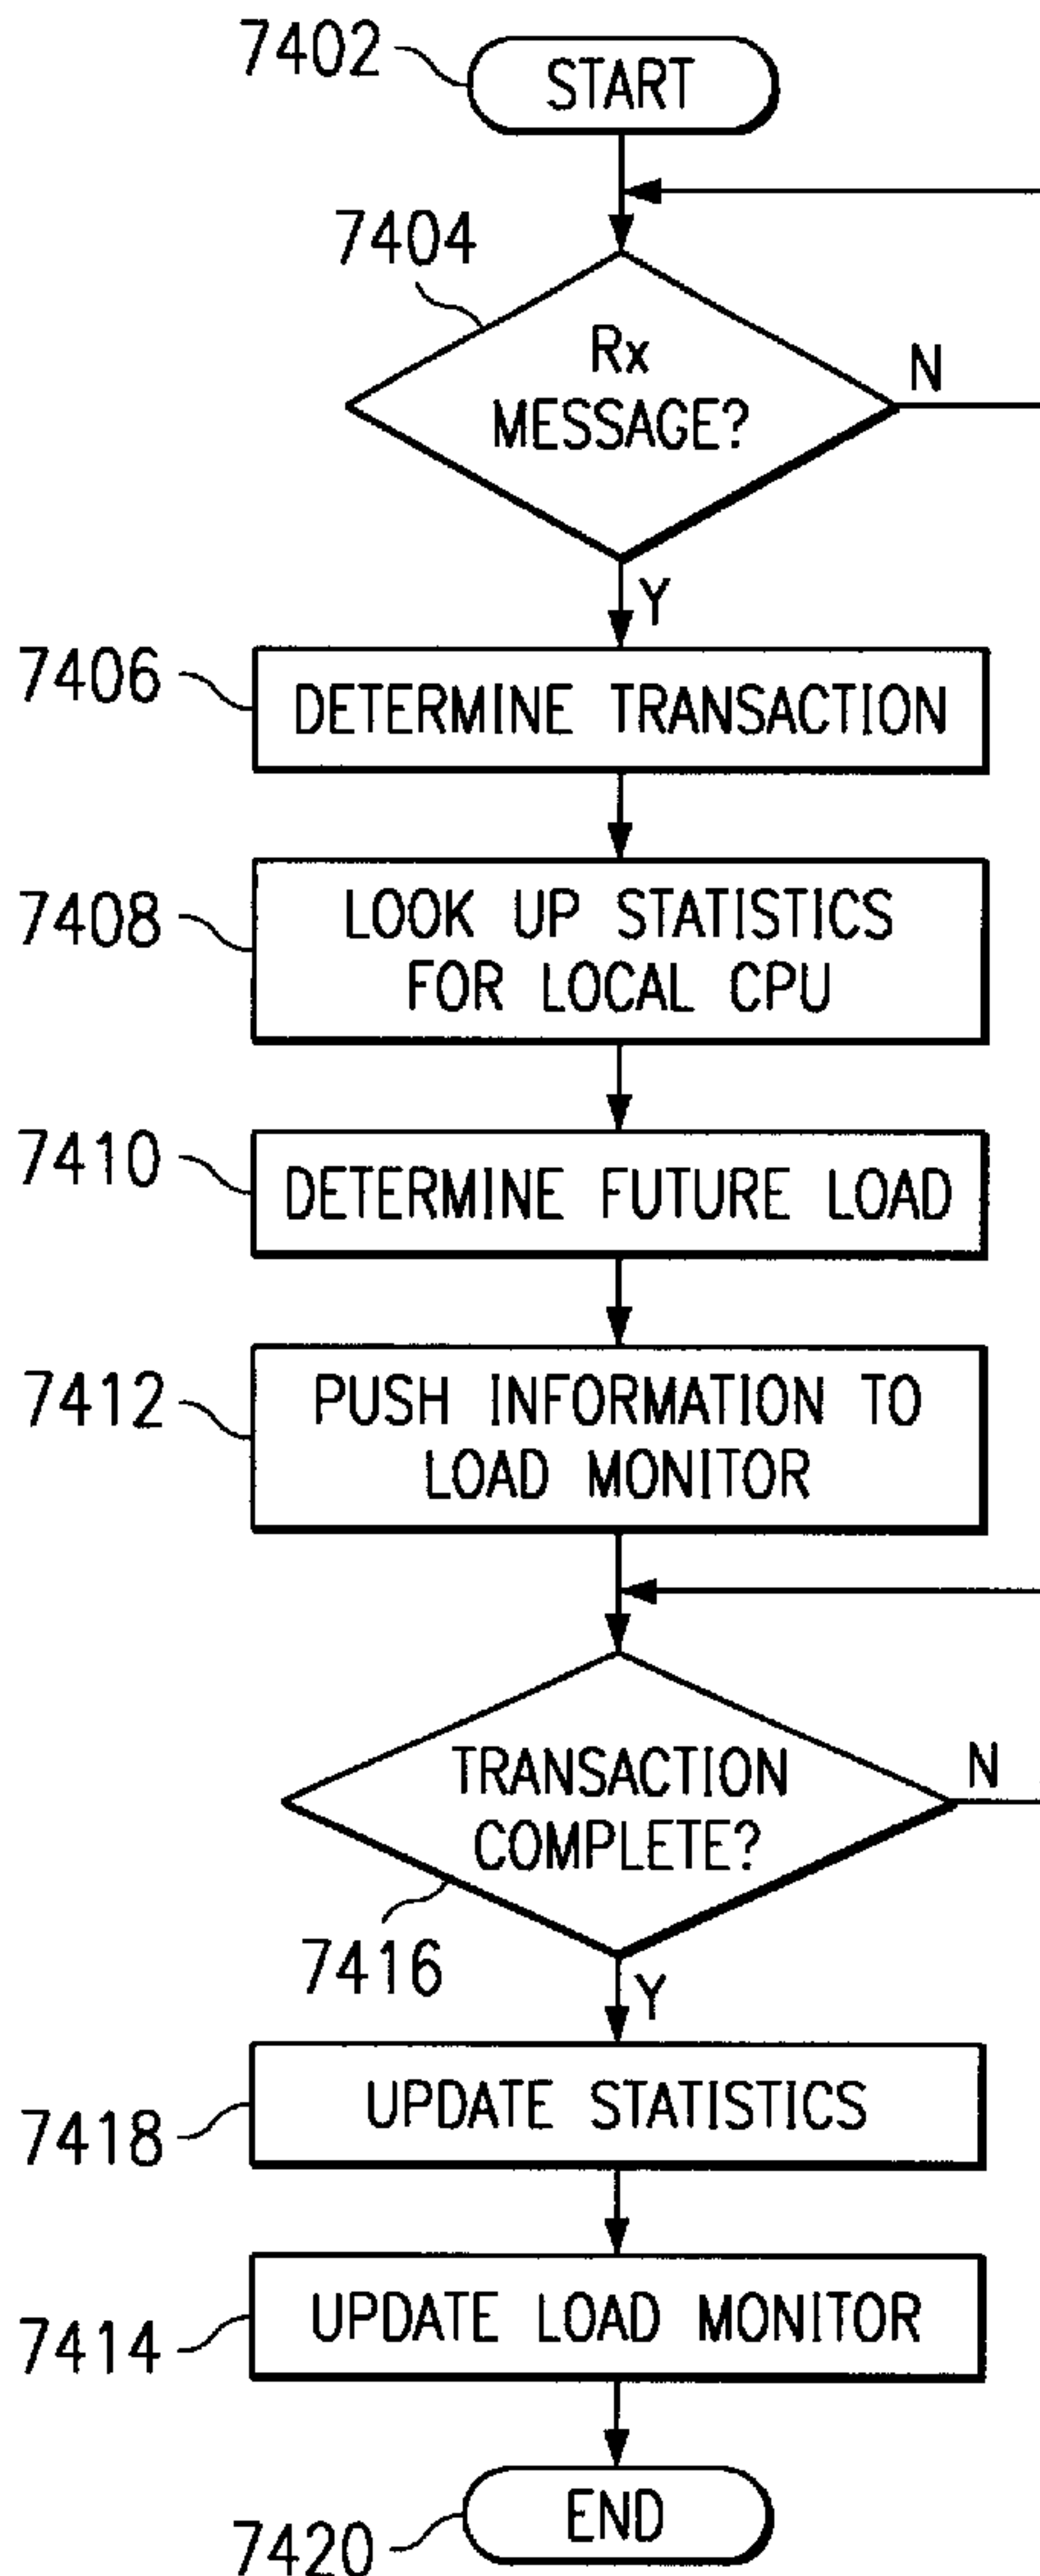 7402
START
7404
Rx
MESSAGE?
N
Y
7406
DETERMINE TRANSACTION
7408
LOOK UP STATISTICS
FOR LOCAL CPU
7410
DETERMINE FUTURE LOAD
7412
PUSH INFORMATION TO
LOAD MONITOR
TRANSACTION
COMPLETE?
N
7416
Y
7418
UPDATE STATISTICS
7414
UPDATE LOAD MONITOR
7420
END